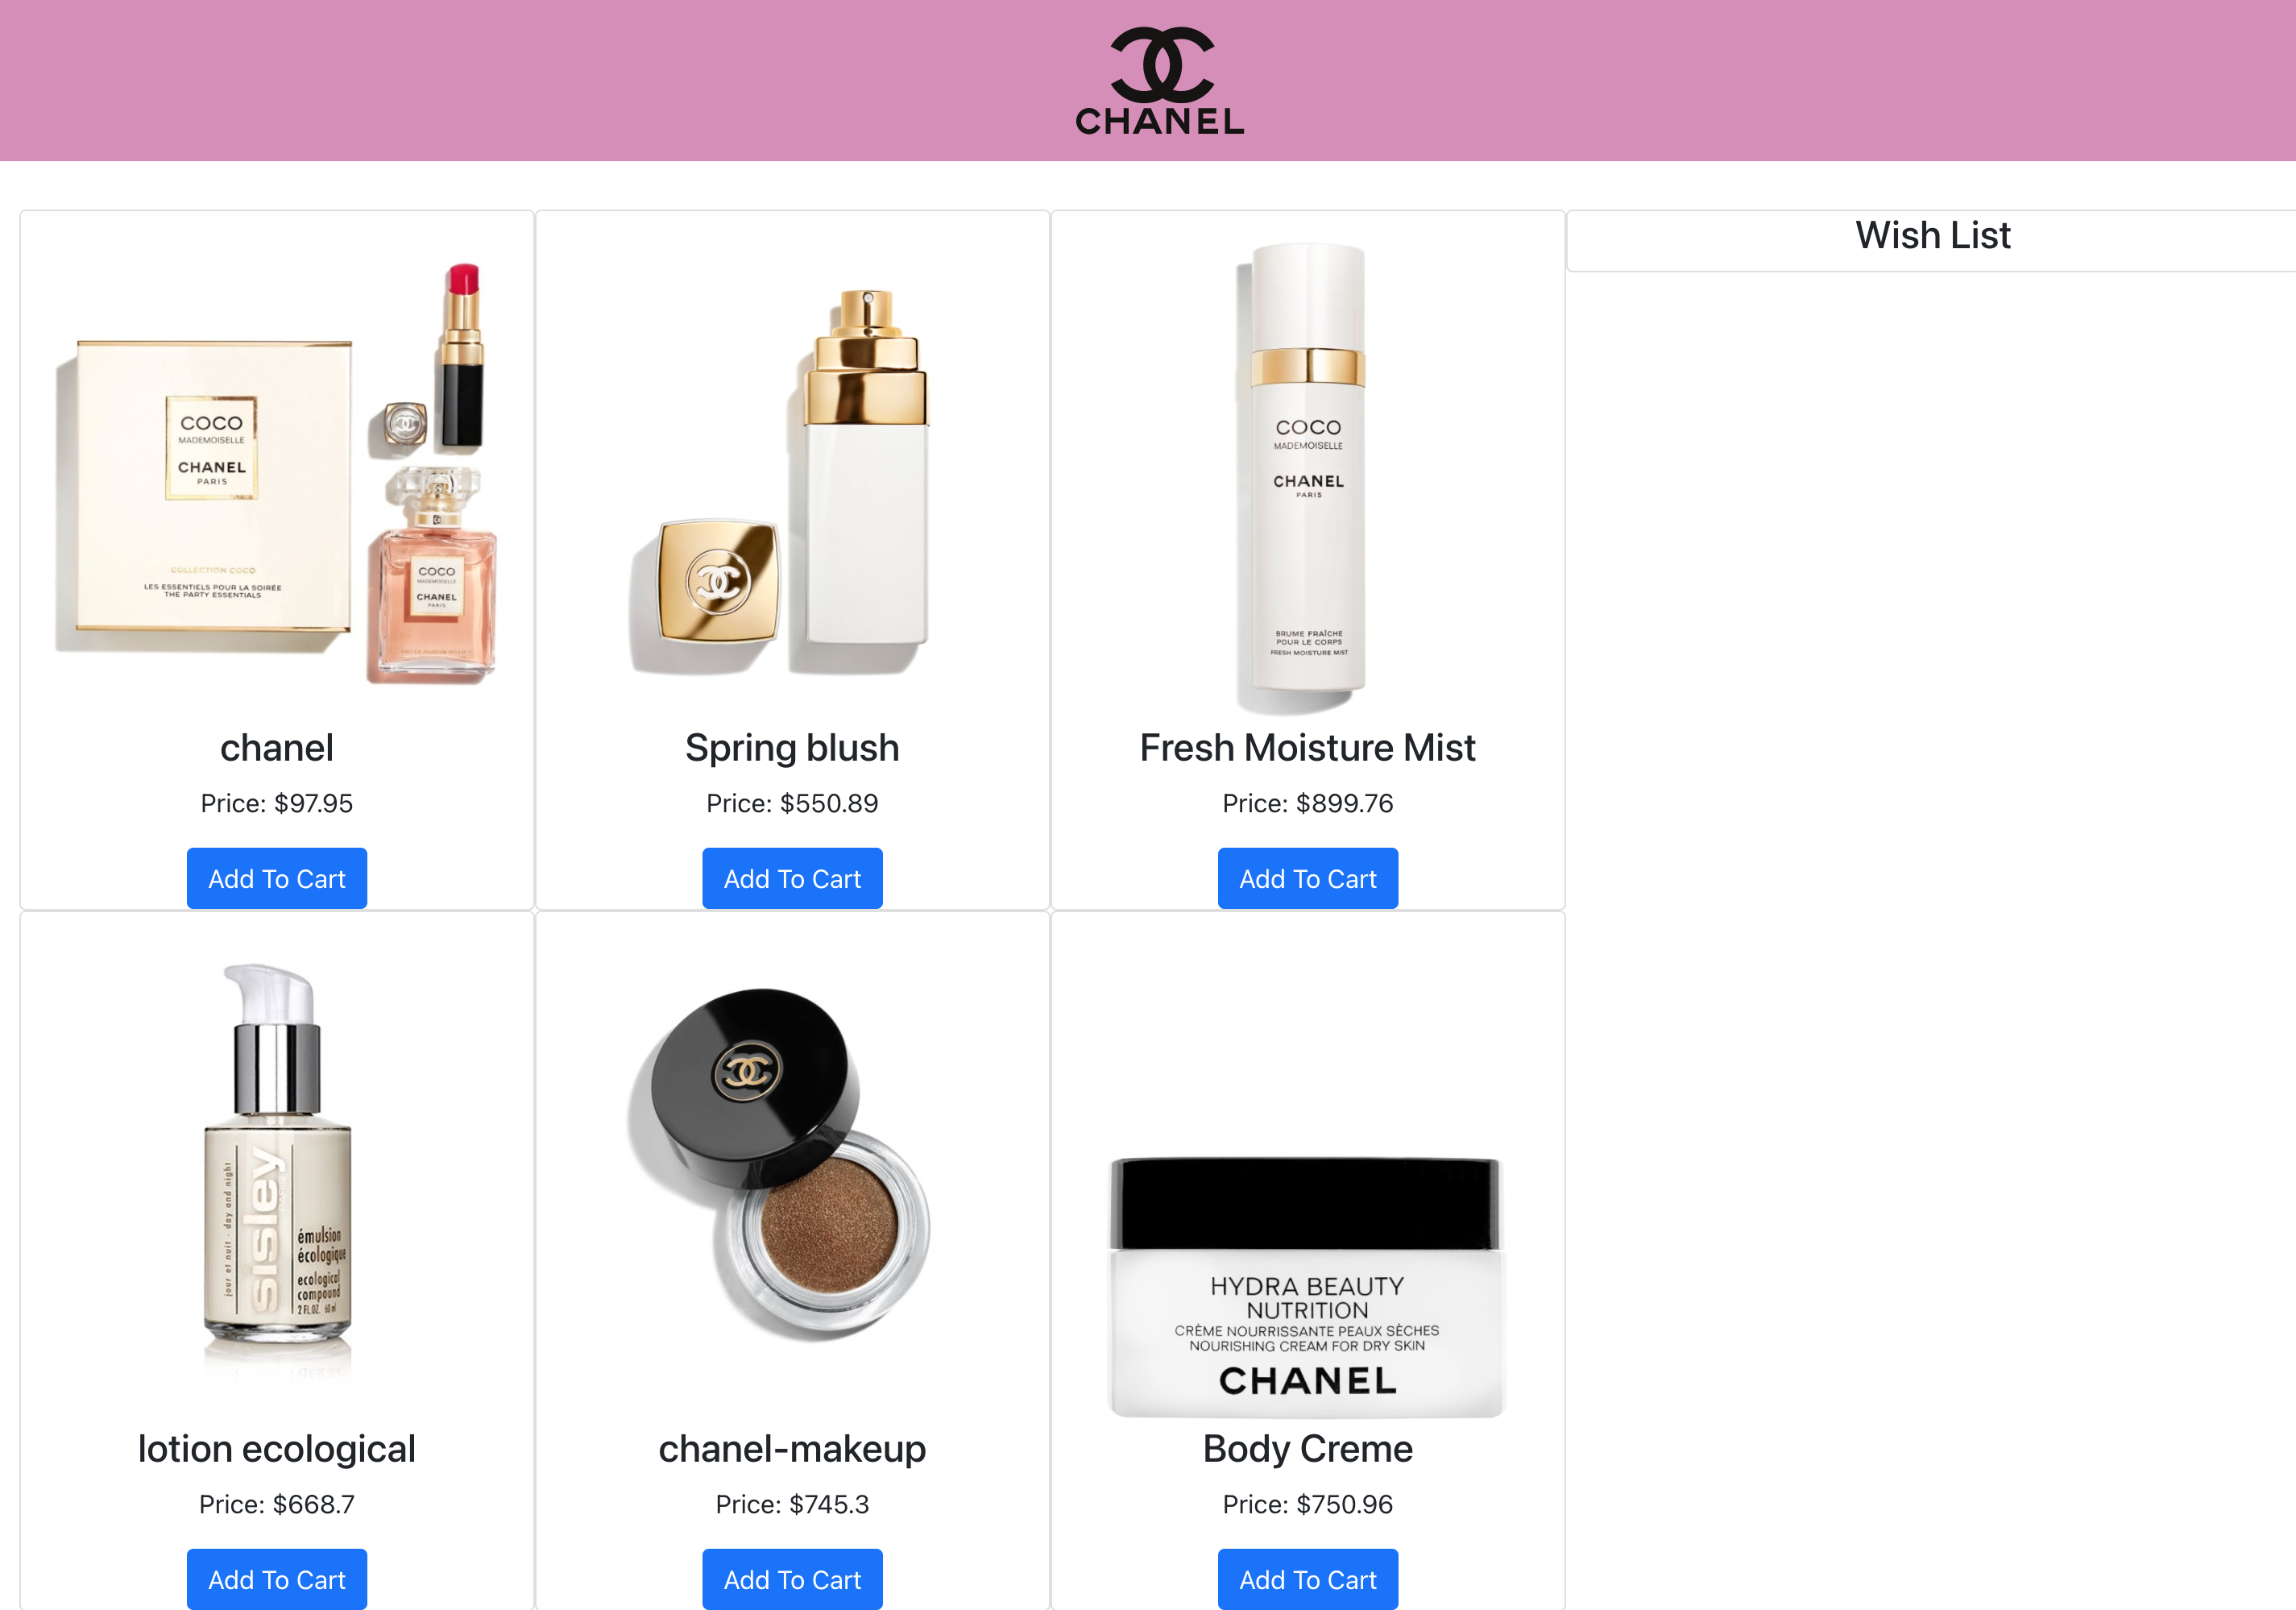 CHANEL
Wish List
COCO
MADEMOISELLE
CHANEL
PARIS
COLLECTION COCO
LES ESSENTIELS POUR LA SOIRÉE
THE PARTY ESSENTIALS
COCO
MADEMOISELLE
CHANEL
PARIS
COCO
MADEMOISELLE
CHANEL
PARIS
BRUME FRAÎCHE
POUR LE CORPS
FRESH MOISTURE MIST
chanel
Price: $97.95
Add To Cart
Spring blush
Price: $550.89
Add To Cart
Fresh Moisture Mist
Price: $899.76
Add To Cart
jour et nuit · day and night
sisley
PARIS
émulsion
écologique
ecological
compound
2 FL.OZ. 60 ml
HYDRA BEAUTY
NUTRITION
CRÈME NOURRISSANTE PEAUX SÈCHES
NOURISHING CREAM FOR DRY SKIN
CHANEL
lotion ecological
Price: $668.7
Add To Cart
chanel-makeup
Price: $745.3
Add To Cart
Body Creme
Price: $750.96
Add To Cart